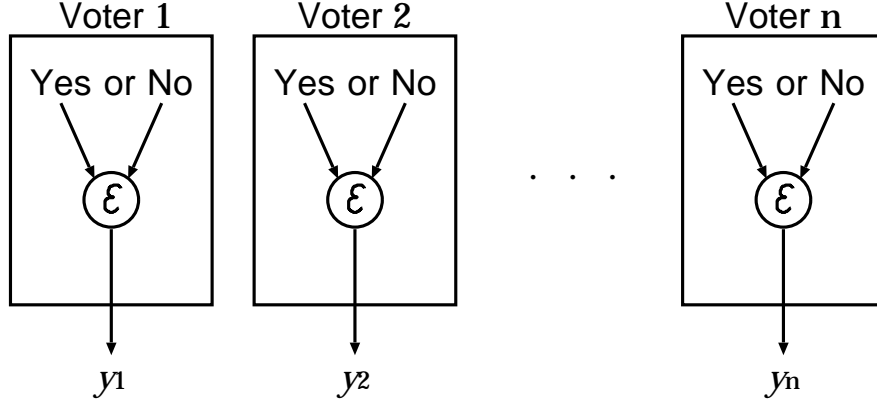 Voter 1 Voter 2 Voter n
Yes or No Yes or No Yes or No
ℰ ℰ . . . ℰ
y1 y2 yn